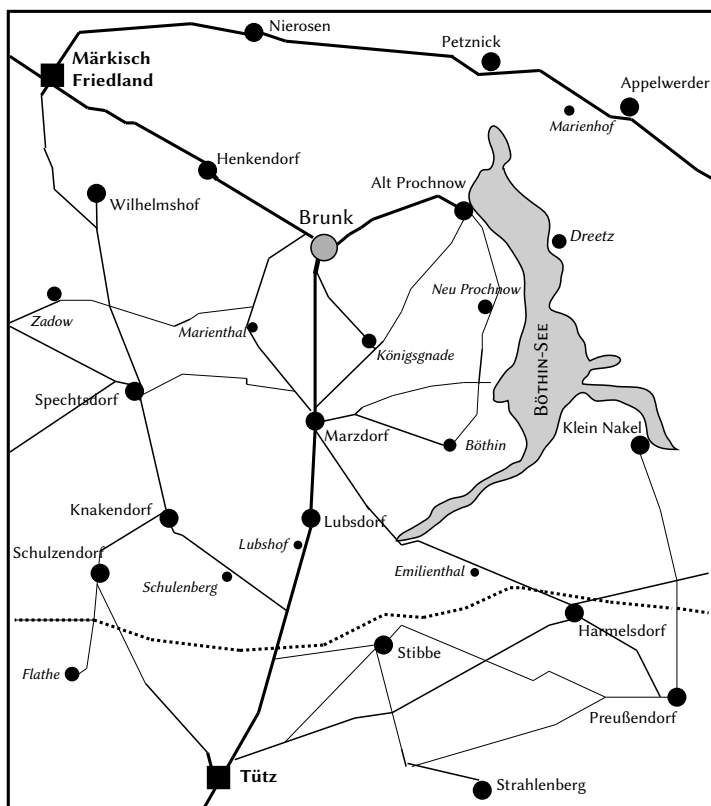 Nierosen
Petznick
Märkisch
Friedland
Appelwerder
Marienhof
Henkendorf
Alt Prochnow
Wilhelmshof
Brunk
Dreetz
Neu Prochnow
Zadow
Marienthal
Königsgnade
BÖTHIN-SEE
Spechtsdorf
Marzdorf
Böthin
Klein Nakel
Knakendorf
Lubsdorf
Lubshof
Schulzendorf
Schulenberg
Emilienthal
Harmelsdorf
Stibbe
Flathe
Preußendorf
Tütz
Strahlenberg